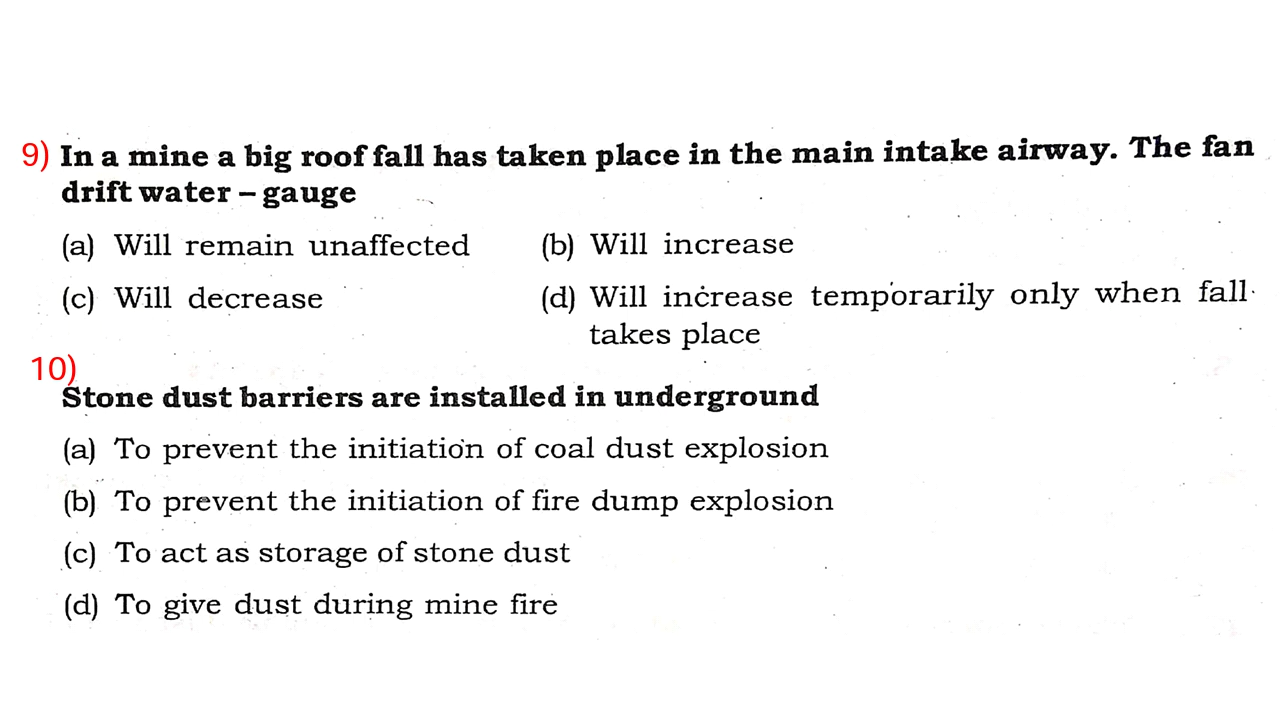 9) In a mine a big roof fall has taken place in the main intake airway. The fan
drift water – gauge
(a) Will remain unaffected (b) Will increase
(c) Will decrease (d) Will increase temporarily only when fall
takes place
10)
Stone dust barriers are installed in underground
(a) To prevent the initiation of coal dust explosion
(b) To prevent the initiation of fire dump explosion
(c) To act as storage of stone dust
(d) To give dust during mine fire